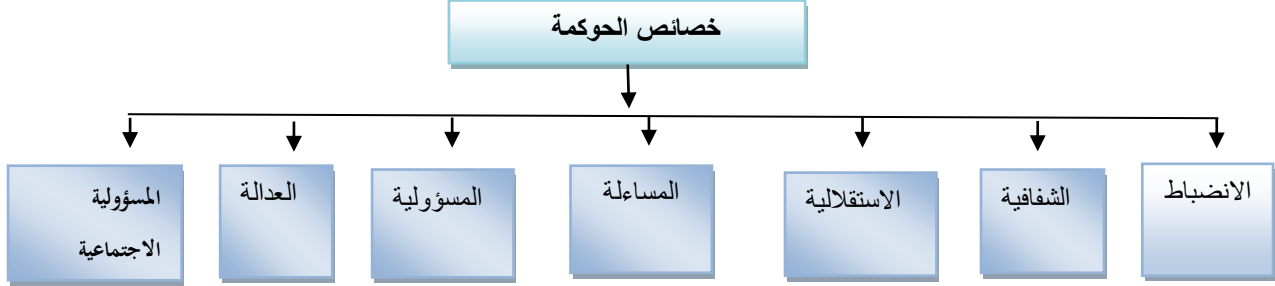 خصائص الحوكمة
الانضباط
الشفافية
الاستقلالية
المساءلة
المسؤولية
العدالة
المسؤولية
الاجتماعية